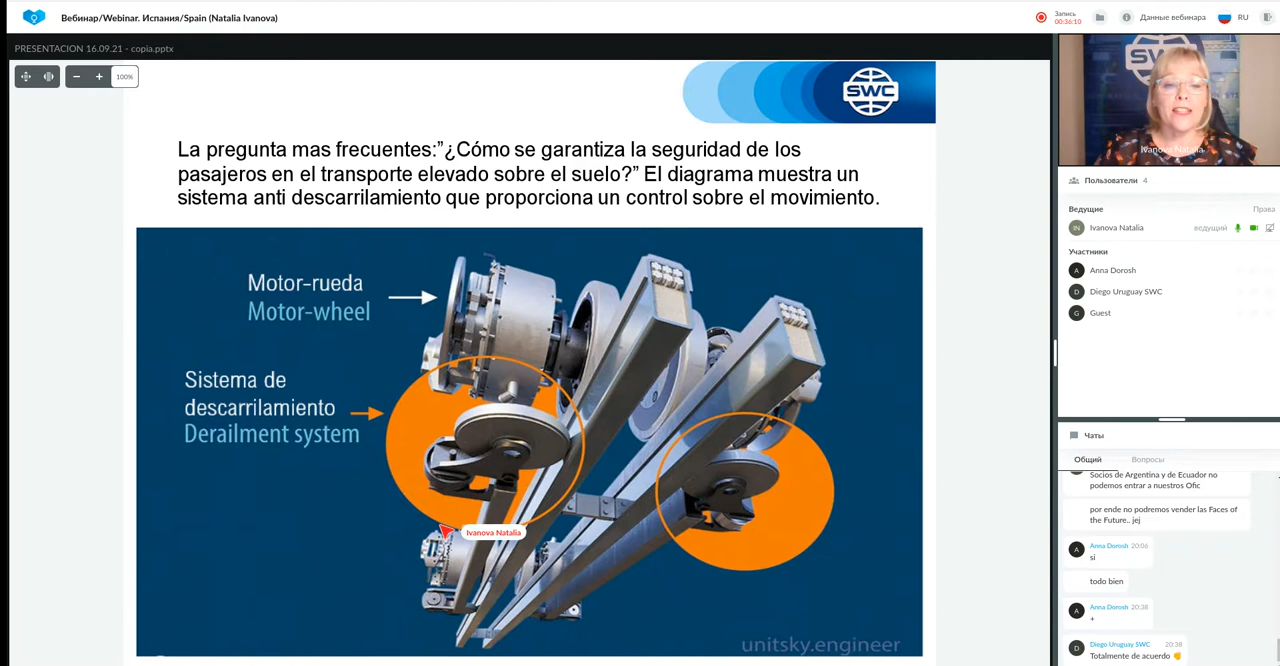 Вебинар/Webinar. Испания/Spain (Natalia Ivanova)
Запись
00:36:10
Данные вебинара
RU
PRESENTACION 16.09.21 - copia.pptx
100%
SWC
La pregunta mas frecuentes:”¿Cómo se garantiza la seguridad de los
pasajeros en el transporte elevado sobre el suelo?” El diagrama muestra un
sistema anti descarrilamiento que proporciona un control sobre el movimiento.
Motor-rueda
Motor-wheel
Sistema de
descarrilamiento
Derailment system
Ivanova Natalia
unitsky.engineer
SWC
Ivanova Natalia
Пользователи 4
Ведущие
Права
IN
Ivanova Natalia
ведущий
Участники
A
Anna Dorosh
D
Diego Uruguay SWC
G
Guest
Чаты
Общий
Вопросы
Socios de Argentina y de Ecuador no
podemos entrar a nuestros Ofic
por ende no podremos vender las Faces of
the Future.. jej
A
Anna Dorosh 20:06
si
todo bien
A
Anna Dorosh 20:38
+
D
Diego Uruguay SWC 20:38
Totalmente de acuerdo